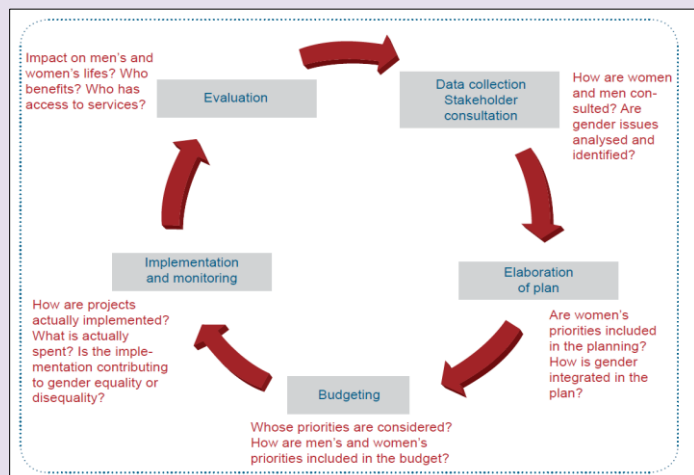 Impact on men's and
women's lifes? Who
benefits? Who has
access to services?
Evaluation
Data collection
Stakeholder
consultation
How are women
and men con-
sulted? Are
gender issues
analysed and
identified?
Elaboration
of plan
Are women's
priorities included
in the planning?
How is gender
integrated in the
plan?
Budgeting
Whose priorities are considered?
How are men's and women's
priorities included in the budget?
Implementation
and monitoring
How are projects
actually implemented?
What is actually
spent? Is the imple-
mentation contributing
to gender equality or
disequality?